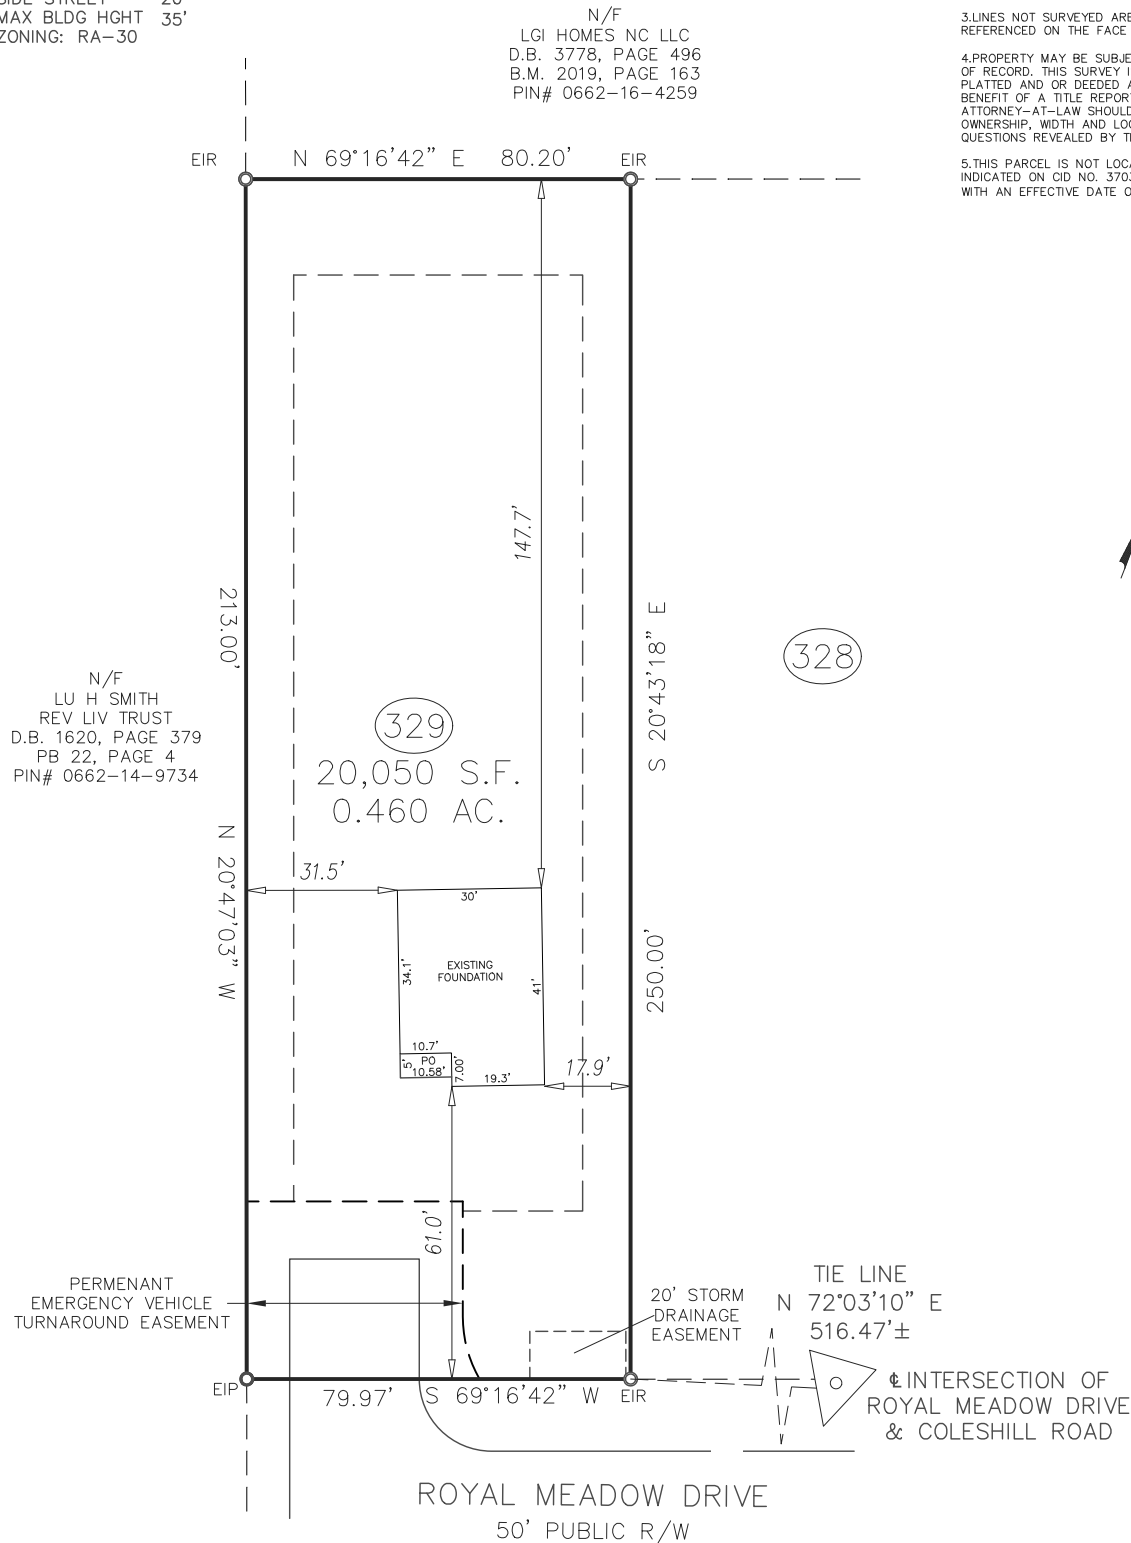 SIDE STREET 20'
MAX BLDG HGHT 35'
ZONING: RA-30
N/F
LGI HOMES NC LLC
D.B. 3778, PAGE 496
B.M. 2019, PAGE 163
PIN# 0662-16-4259
3.LINES NOT SURVEYED ARE
REFERENCED ON THE FACE
4.PROPERTY MAY BE SUBJE
OF RECORD. THIS SURVEY I
PLATTED AND OR DEEDED A
BENEFIT OF A TITLE REPOR
ATTORNEY-AT-LAW SHOULD
OWNERSHIP, WIDTH AND LOC
QUESTIONS REVEALED BY T
5.THIS PARCEL IS NOT LOCA
INDICATED ON CID NO. 370
WITH AN EFFECTIVE DATE O
EIR
N 69°16'42" E 80.20'
EIR
147.7'
213.00'
N 20°47'03" W
S 20°43'18" E
250.00'
328
N/F
LU H SMITH
REV LIV TRUST
D.B. 1620, PAGE 379
PB 22, PAGE 4
PIN# 0662-14-9734
329
20,050 S.F.
0.460 AC.
31.5'
30'
34.1'
EXISTING
FOUNDATION
41'
10.7'
5'
PO
10.58'
7.00'
19.3'
17.9'
61.0'
PERMENANT
EMERGENCY VEHICLE
TURNAROUND EASEMENT
20' STORM
DRAINAGE
EASEMENT
TIE LINE
N 72°03'10" E
516.47'±
EIP
79.97' S 69°16'42" W
EIR
℄ INTERSECTION OF
ROYAL MEADOW DRIVE
& COLESHILL ROAD
ROYAL MEADOW DRIVE
50' PUBLIC R/W